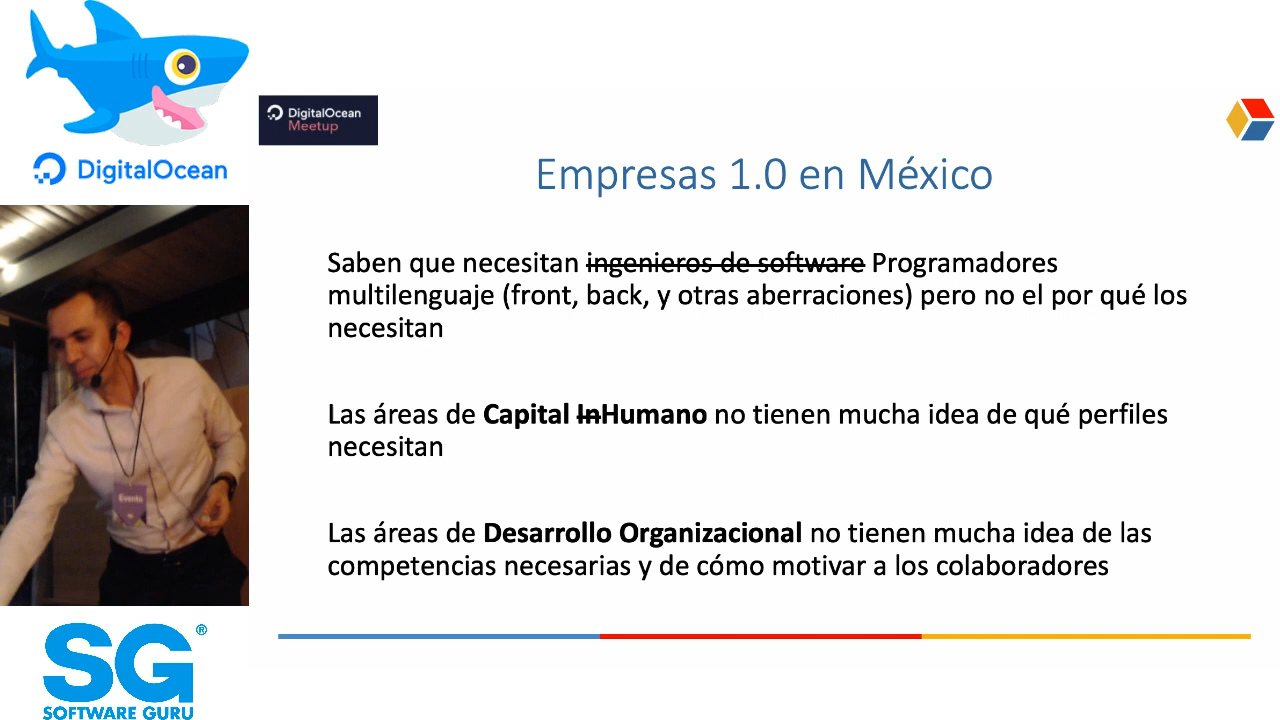 DigitalOcean
DigitalOcean
Meetup
Empresas 1.0 en México
Saben que necesitan ingenieros de software Programadores
multilenguaje (front, back, y otras aberraciones) pero no el por qué los
necesitan
Las áreas de Capital InHumano no tienen mucha idea de qué perfiles
necesitan
Las áreas de Desarrollo Organizacional no tienen mucha idea de las
competencias necesarias y de cómo motivar a los colaboradores
Evento
SG®
SOFTWARE GURU